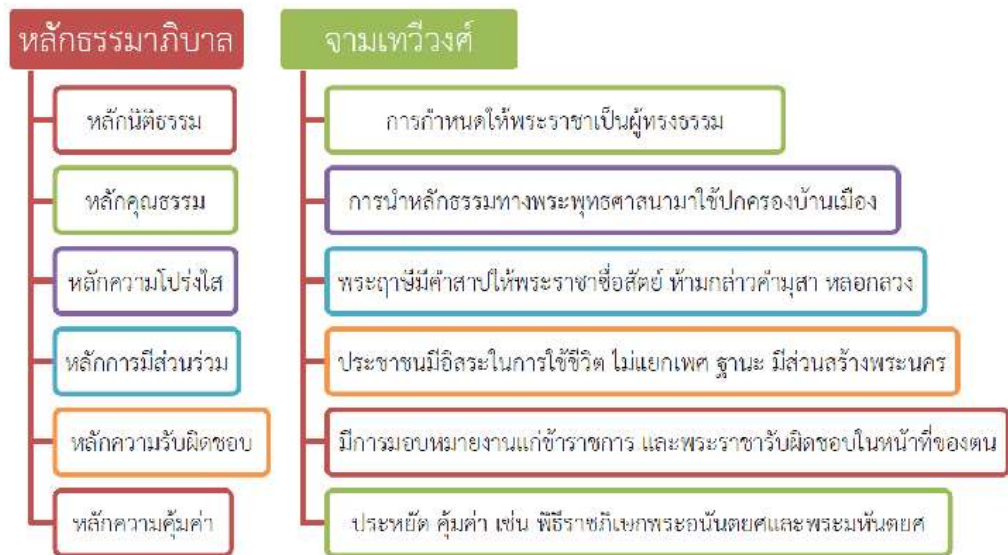 หลักธรรมาภิบาล
หลักนิติธรรม
หลักคุณธรรม
หลักความโปร่งใส
หลักการมีส่วนร่วม
หลักความรับผิดชอบ
หลักความคุ้มค่า
จามเทวีวงศ์
การกำหนดให้พระราชาเป็นผู้ทรงธรรม
การนำหลักธรรมทางพระพุทธศาสนามาใช้ปกครองบ้านเมือง
พระฤาษีมีคำสาปให้พระราชาซื่อสัตย์ ห้ามกล่าวคำมุสา หลอกลวง
ประชาชนมีอิสระในการใช้ชีวิต ไม่แยกเพศ ฐานะ มีส่วนสร้างพระนคร
มีการมอบหมายงานแก่ข้าราชการ และพระราชารับผิดชอบในหน้าที่ของตน
ประหยัด คุ้มค่า เช่น พิธีราชภิเษกพระอนันตยศและพระมหันตยศ